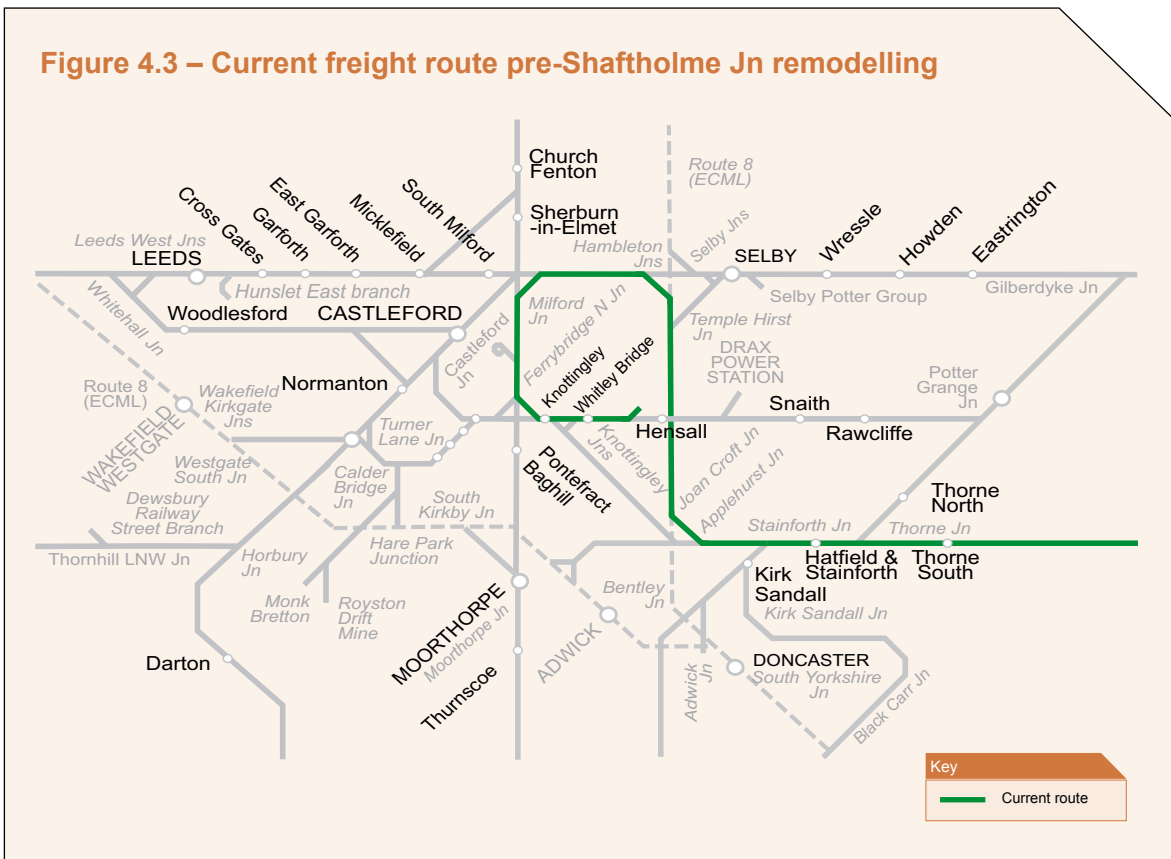 Figure 4.3 – Current freight route pre-Shaftholme Jn remodelling
Church
Fenton
Route 8
(ECML)
Sherburn
-in-Elmet
Cross Gates
Garforth
East Garforth
Micklefield
South Milford
Hambleton
Jns
Selby Jns
SELBY
Wressle
Howden
Eastrington
Leeds West Jns
LEEDS
Hunslet East branch
Selby Potter Group
Gilberdyke Jn
Whitehall Jn
Woodlesford
CASTLEFORD
Castleford
Jn
Milford
Jn
Ferrybridge N Jn
Knottingley
Whitley Bridge
Temple Hirst
Jn
DRAX
POWER
STATION
Normanton
Route 8
(ECML)
WAKEFIELD
WESTGATE
Wakefield
Kirkgate
Jns
Turner
Lane Jn
Potter
Grange
Jn
Hensall
Snaith
Rawcliffe
Knottingley
Jns
Pontefract
Baghill
Joan Croft Jn
Applehurst Jn
Westgate
South Jn
Calder
Bridge
Jn
South
Kirkby Jn
Dewsbury
Railway
Street Branch
Thornhill LNW Jn
Horbury
Jn
Hare Park
Junction
Stainforth Jn
Thorne
North
Thorne Jn
Hatfield &
Stainforth
Thorne
South
Kirk
Sandall
Kirk Sandall Jn
Bentley
Jn
Monk
Bretton
Royston
Drift
Mine
MOORTHORPE
Moorthorpe Jn
ADWICK
Darton
Thurnscoe
Adwick
Jn
DONCASTER
South Yorkshire
Jn
Black Carr Jn
Key
Current route